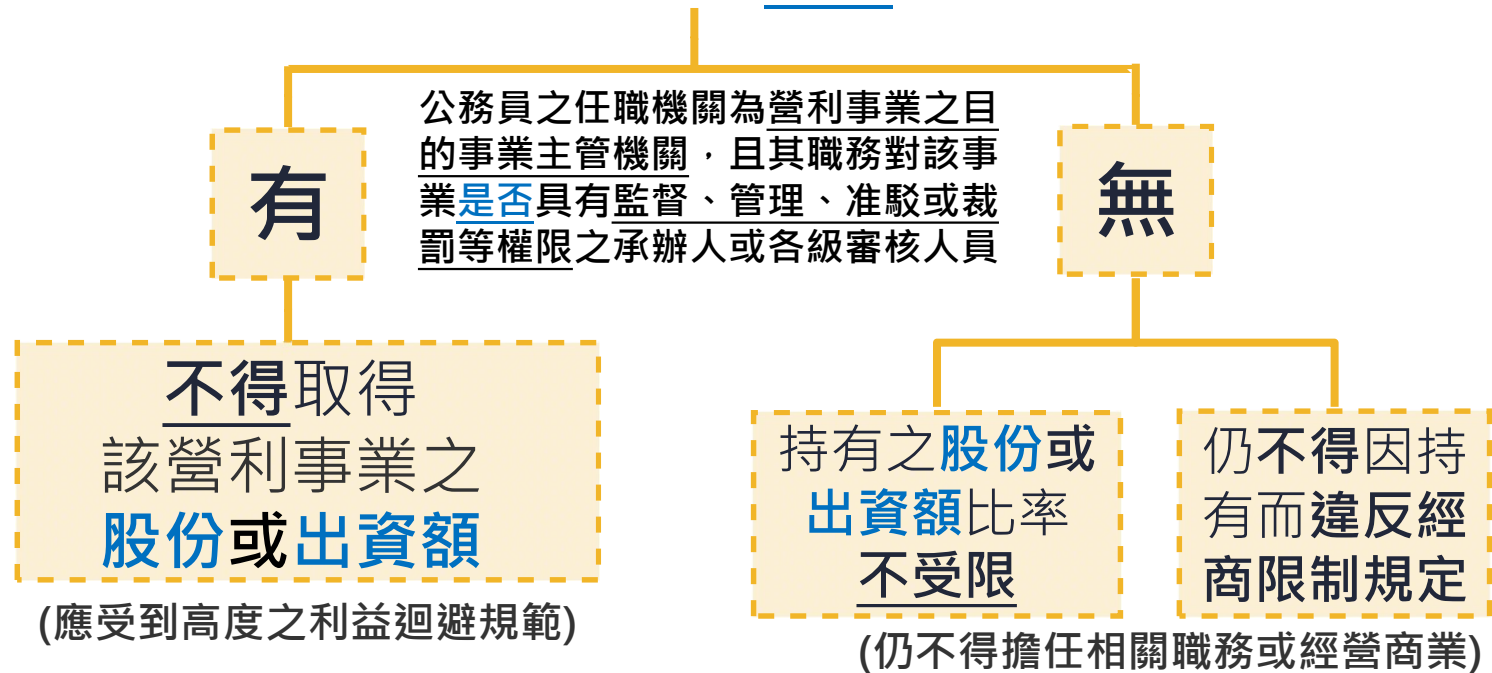 公務員之任職機關為營利事業之目
的事業主管機關，且其職務對該事
業是否具有監督、管理、准駁或裁
罰等權限之承辦人或各級審核人員
有
無
不得取得
該營利事業之
股份或出資額
(應受到高度之利益迴避規範)
持有之股份或
出資額比率
不受限
仍不得因持
有而違反經
商限制規定
(仍不得擔任相關職務或經營商業)